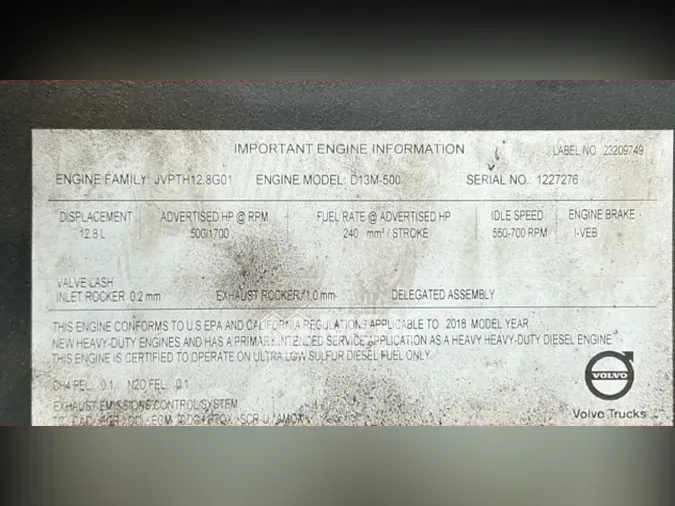 IMPORTANT ENGINE INFORMATION LABEL NO. 23209749
ENGINE FAMILY: JVPTH12.8G01 ENGINE MODEL: D13M-500 SERIAL NO. 1227276
DISPLACEMENT ADVERTISED HP @ RPM FUEL RATE @ ADVERTISED HP IDLE SPEED ENGINE BRAKE
12.8 L 500/1700 240 mm³ / STROKE 550-700 RPM I-VEB
VALVE LASH
INLET ROCKER 0.2 mm EXHAUST ROCKER/1.0 mm DELEGATED ASSEMBLY
THIS ENGINE CONFORMS TO U.S EPA AND CALIFORNIA REGULATIONS APPLICABLE TO 2018 MODEL YEAR
NEW HEAVY-DUTY ENGINES AND HAS A PRIMARY INTENDED SERVICE APPLICATION AS A HEAVY HEAVY-DUTY DIESEL ENGINE
THIS ENGINE IS CERTIFIED TO OPERATE ON ULTRA LOW SULFUR DIESEL FUEL ONLY
CH4 FEL 0.1 N2O FEL 0.1
EXHAUST EMISSIONS CONTROL SYSTEM
VOLVO
Volvo Trucks